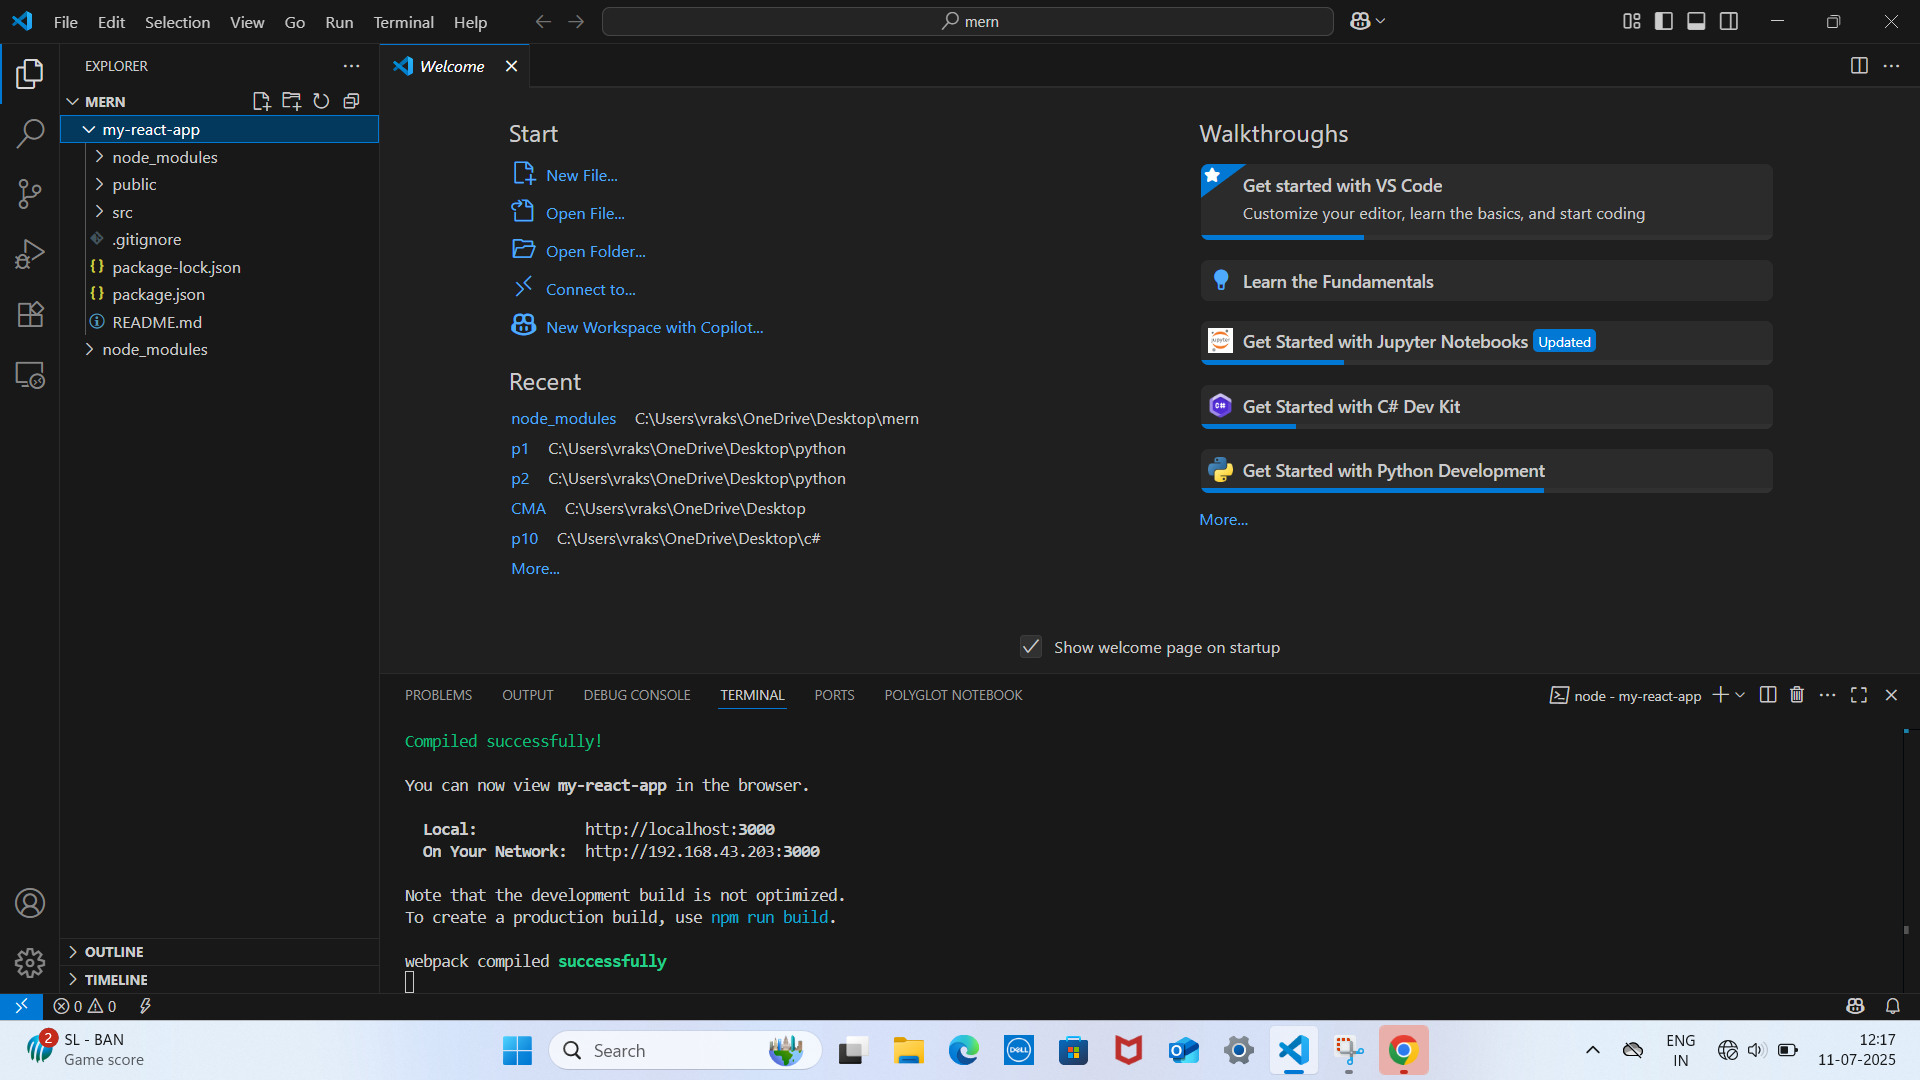 File Edit Selection View Go Run Terminal Help
mern
EXPLORER
MERN
my-react-app
node_modules
public
src
.gitignore
package-lock.json
package.json
README.md
node_modules
OUTLINE
TIMELINE
Welcome
Start
New File...
Open File...
Open Folder...
Connect to...
New Workspace with Copilot...
Recent
node_modules C:\Users\vraks\OneDrive\Desktop\mern
p1 C:\Users\vraks\OneDrive\Desktop\python
p2 C:\Users\vraks\OneDrive\Desktop\python
CMA C:\Users\vraks\OneDrive\Desktop
p10 C:\Users\vraks\OneDrive\Desktop\c#
More...
Walkthroughs
Get started with VS Code
Customize your editor, learn the basics, and start coding
Learn the Fundamentals
Get Started with Jupyter Notebooks Updated
Get Started with C# Dev Kit
Get Started with Python Development
More...
Show welcome page on startup
PROBLEMS OUTPUT DEBUG CONSOLE TERMINAL PORTS POLYGLOT NOTEBOOK
node - my-react-app
Compiled successfully!
You can now view my-react-app in the browser.
Local: http://localhost:3000
On Your Network: http://192.168.43.203:3000
Note that the development build is not optimized.
To create a production build, use npm run build.
webpack compiled successfully
0 0
2
SL - BAN
Game score
Search
DELL
ENG
IN
12:17
11-07-2025